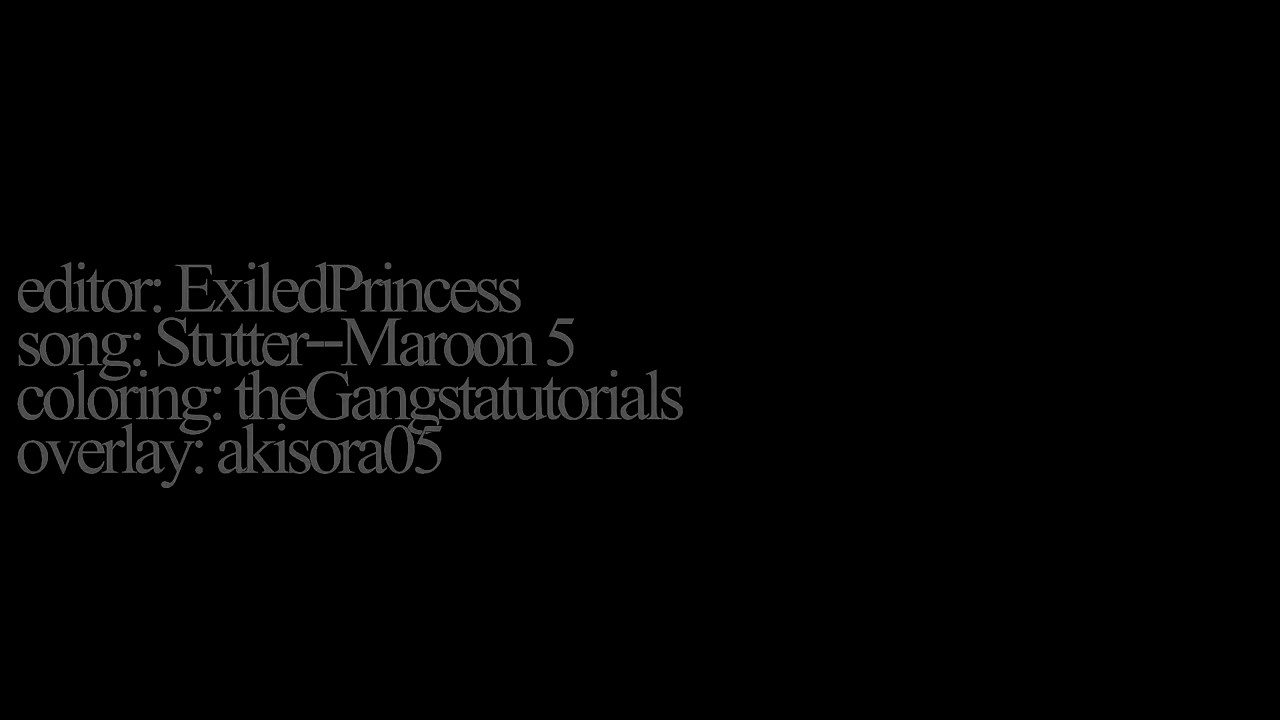 editor: ExiledPrincess
song: Stutter--Maroon 5
coloring: theGangstatutorials
overlay: akisora05